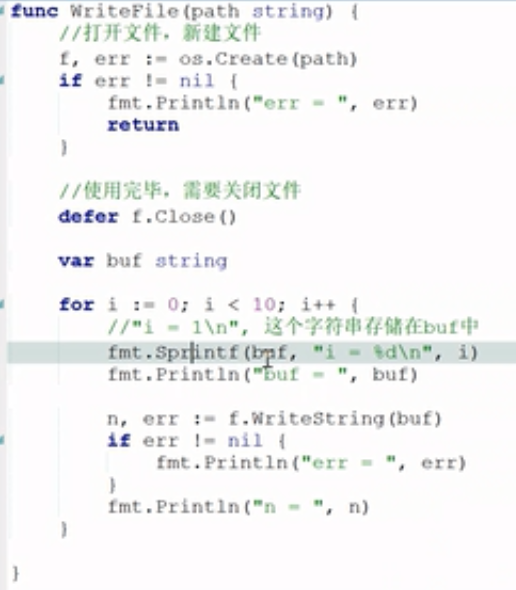 func WriteFile(path string) {
    //打开文件，新建文件
    f, err := os.Create(path)
    if err != nil {
        fmt.Println("err = ", err)
        return
    }

    //使用完毕，需要关闭文件
    defer f.Close()

    var buf string

    for i := 0; i < 10; i++ {
        //"i = 1\n", 这个字符串存储在buf中
        fmt.Sprintf(buf, "i = %d\n", i)
        fmt.Println("buf = ", buf)

        n, err := f.WriteString(buf)
        if err != nil {
            fmt.Println("err = ", err)
        }
        fmt.Println("n = ", n)
    }

}